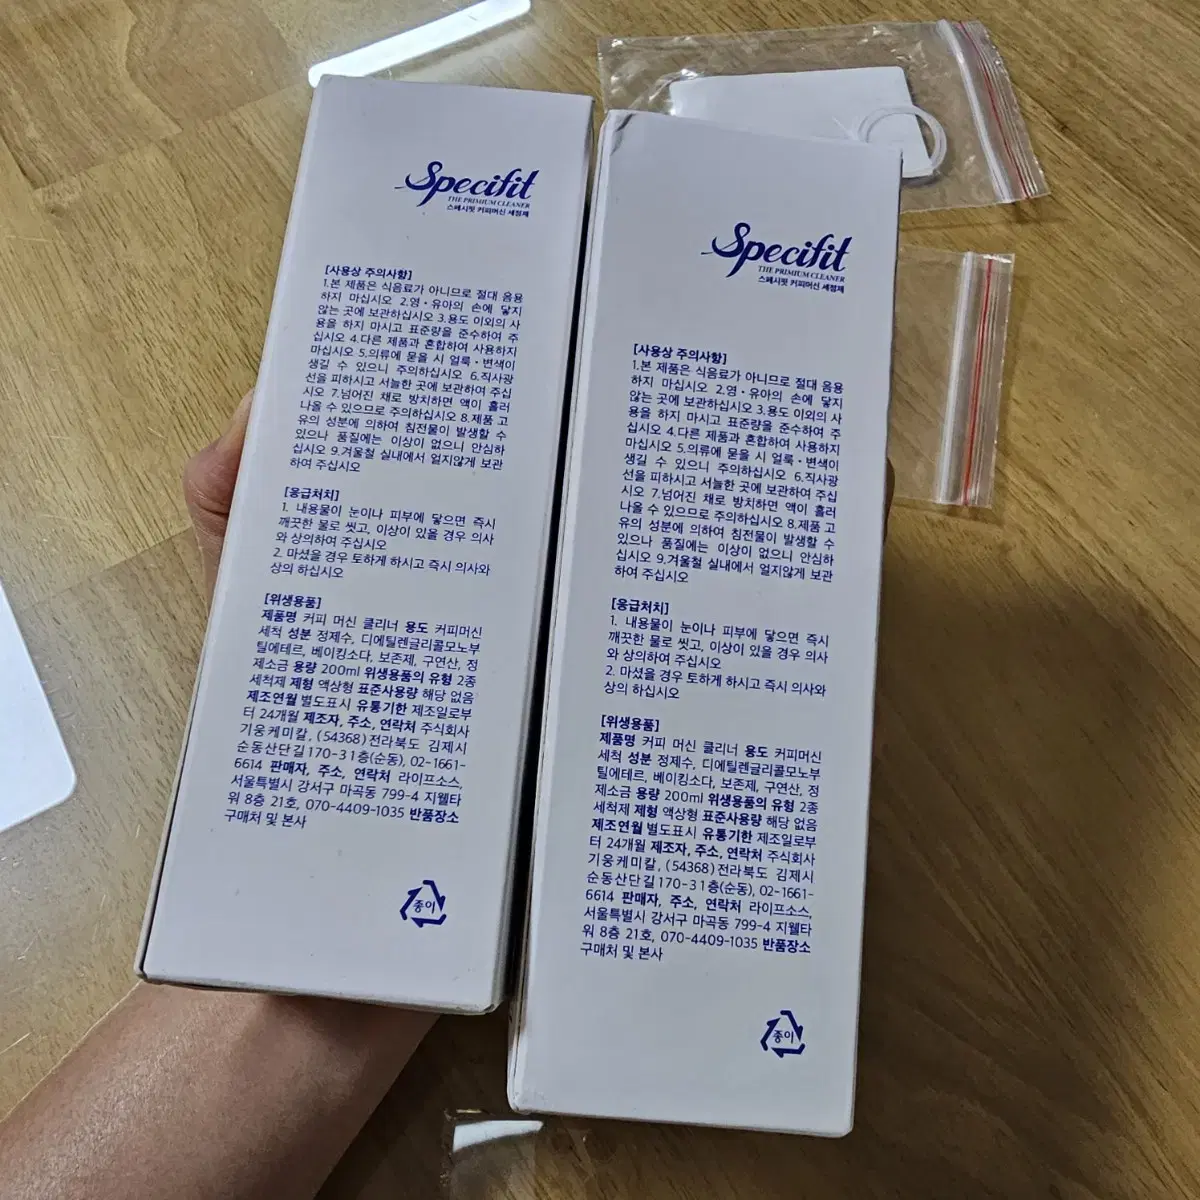 Specifit
THE PRIMIUM CLEANER
스페시핏 커피머신 세정제
[사용상 주의사항]
1.본 제품은 식음료가 아니므로 절대 음용
하지 마십시오 2.영·유아의 손에 닿지
않는 곳에 보관하십시오 3.용도 이외의 사
용을 하지 마시고 표준량을 준수하여 주
십시오 4.다른 제품과 혼합하여 사용하지
마십시오 5.의류에 묻을 시 얼룩·변색이
생길 수 있으니 주의하십시오 6.직사광
선을 피하시고 서늘한 곳에 보관하여 주십
시오 7.넘어진 채로 방치하면 액이 흘러
나올 수 있으므로 주의하십시오 8.제품 고
유의 성분에 의하여 침전물이 발생할 수
있으나 품질에는 이상이 없으니 안심하
십시오 9.겨울철 실내에서 얼지않게 보관
하여 주십시오
[응급처치]
1. 내용물이 눈이나 피부에 닿으면 즉시
깨끗한 물로 씻고, 이상이 있을 경우 의사
와 상의하여 주십시오
2. 마셨을 경우 토하게 하시고 즉시 의사와
상의 하십시오
[위생용품]
제품명 커피 머신 클리너 용도 커피머신
세척 성분 정제수, 디에틸렌글리콜모노부
틸에테르, 베이킹소다, 보존제, 구연산, 정
제소금 용량 200ml 위생용품의 유형 2종
세척제 제형 액상형 표준사용량 해당 없음
제조연월 별도표시 유통기한 제조일로부
터 24개월 제조자, 주소, 연락처 주식회사
기웅케미칼, (54368)전라북도 김제시
순동산단길170-31층(순동), 02-1661-
6614 판매자, 주소, 연락처 라이프소스,
서울특별시 강서구 마곡동 799-4 지웰타
워 8층 21호, 070-4409-1035 반품장소
구매처 및 본사
종이
Specifit
THE PRIMIUM CLEANER
스페시핏 커피머신 세정제
[사용상 주의사항]
1.본 제품은 식음료가 아니므로 절대 음용
하지 마십시오 2.영·유아의 손에 닿지
않는 곳에 보관하십시오 3.용도 이외의 사
용을 하지 마시고 표준량을 준수하여 주
십시오 4.다른 제품과 혼합하여 사용하지
마십시오 5.의류에 묻을 시 얼룩·변색이
생길 수 있으니 주의하십시오 6.직사광
선을 피하시고 서늘한 곳에 보관하여 주십
시오 7.넘어진 채로 방치하면 액이 흘러
나올 수 있으므로 주의하십시오 8.제품 고
유의 성분에 의하여 침전물이 발생할 수
있으나 품질에는 이상이 없으니 안심하
십시오 9.겨울철 실내에서 얼지않게 보관
하여 주십시오
[응급처치]
1. 내용물이 눈이나 피부에 닿으면 즉시
깨끗한 물로 씻고, 이상이 있을 경우 의사
와 상의하여 주십시오
2. 마셨을 경우 토하게 하시고 즉시 의사와
상의 하십시오
[위생용품]
제품명 커피 머신 클리너 용도 커피머신
세척 성분 정제수, 디에틸렌글리콜모노부
틸에테르, 베이킹소다, 보존제, 구연산, 정
제소금 용량 200ml 위생용품의 유형 2종
세척제 제형 액상형 표준사용량 해당 없음
제조연월 별도표시 유통기한 제조일로부
터 24개월 제조자, 주소, 연락처 주식회사
기웅케미칼, (54368)전라북도 김제시
순동산단길170-31층(순동), 02-1661-
6614 판매자, 주소, 연락처 라이프소스,
서울특별시 강서구 마곡동 799-4 지웰타
워 8층 21호, 070-4409-1035 반품장소
구매처 및 본사
종이